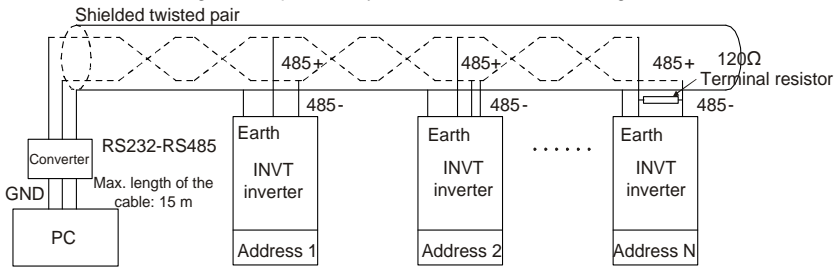 Shielded twisted pair
485+
485+
485+
120Ω
Terminal resistor
485-
485-
485-
Earth
Earth
Earth
RS232-RS485
Converter
INVT
inverter
INVT
inverter
......
INVT
inverter
Max. length of the
cable: 15 m
GND
PC
Address 1
Address 2
Address N